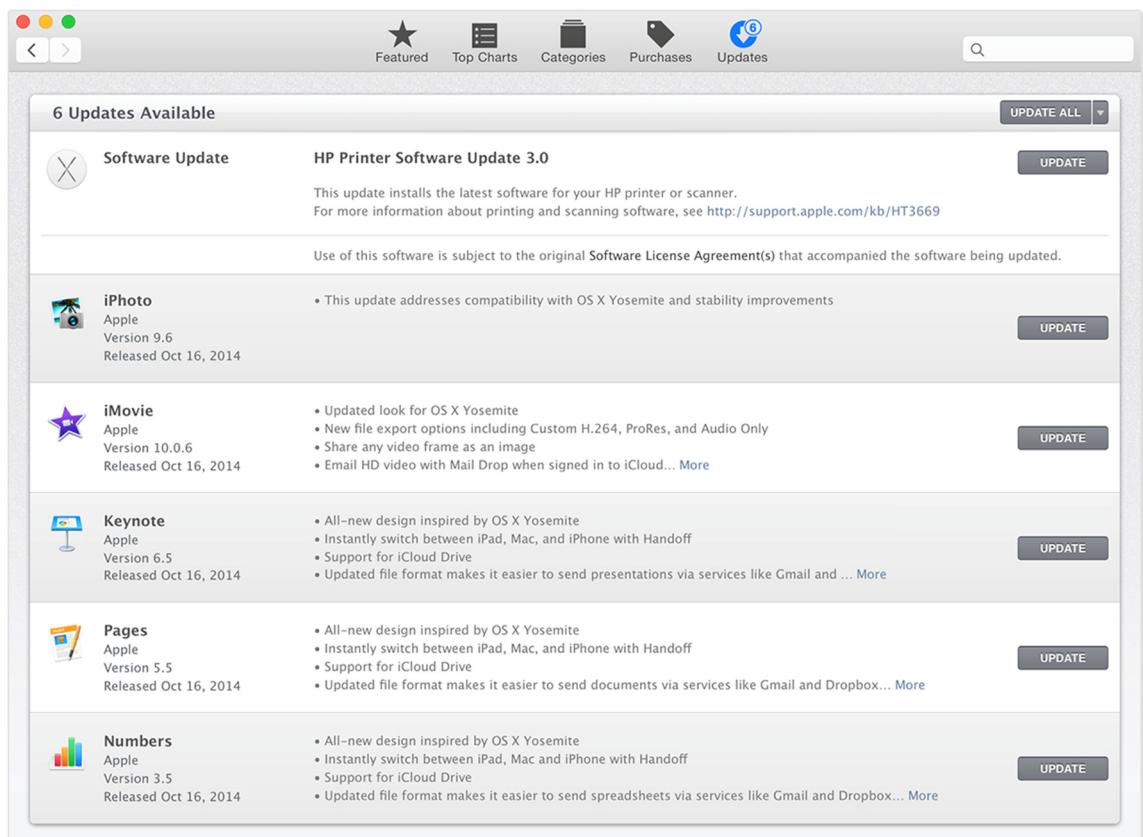 6
Featured Top Charts Categories Purchases Updates
6 Updates Available
UPDATE ALL
Software Update
HP Printer Software Update 3.0
UPDATE
This update installs the latest software for your HP printer or scanner.
For more information about printing and scanning software, see http://support.apple.com/kb/HT3669
Use of this software is subject to the original Software License Agreement(s) that accompanied the software being updated.
iPhoto
Apple
Version 9.6
Released Oct 16, 2014
• This update addresses compatibility with OS X Yosemite and stability improvements
UPDATE
iMovie
Apple
Version 10.0.6
Released Oct 16, 2014
• Updated look for OS X Yosemite
• New file export options including Custom H.264, ProRes, and Audio Only
• Share any video frame as an image
• Email HD video with Mail Drop when signed in to iCloud... More
UPDATE
Keynote
Apple
Version 6.5
Released Oct 16, 2014
• All-new design inspired by OS X Yosemite
• Instantly switch between iPad, Mac, and iPhone with Handoff
• Support for iCloud Drive
• Updated file format makes it easier to send presentations via services like Gmail and ... More
UPDATE
Pages
Apple
Version 5.5
Released Oct 16, 2014
• All-new design inspired by OS X Yosemite
• Instantly switch between iPad, Mac, and iPhone with Handoff
• Support for iCloud Drive
• Updated file format makes it easier to send documents via services like Gmail and Dropbox... More
UPDATE
Numbers
Apple
Version 3.5
Released Oct 16, 2014
• All-new design inspired by OS X Yosemite
• Instantly switch between iPad, Mac and iPhone with Handoff
• Support for iCloud Drive
• Updated file format makes it easier to send spreadsheets via services like Gmail and Dropbox... More
UPDATE